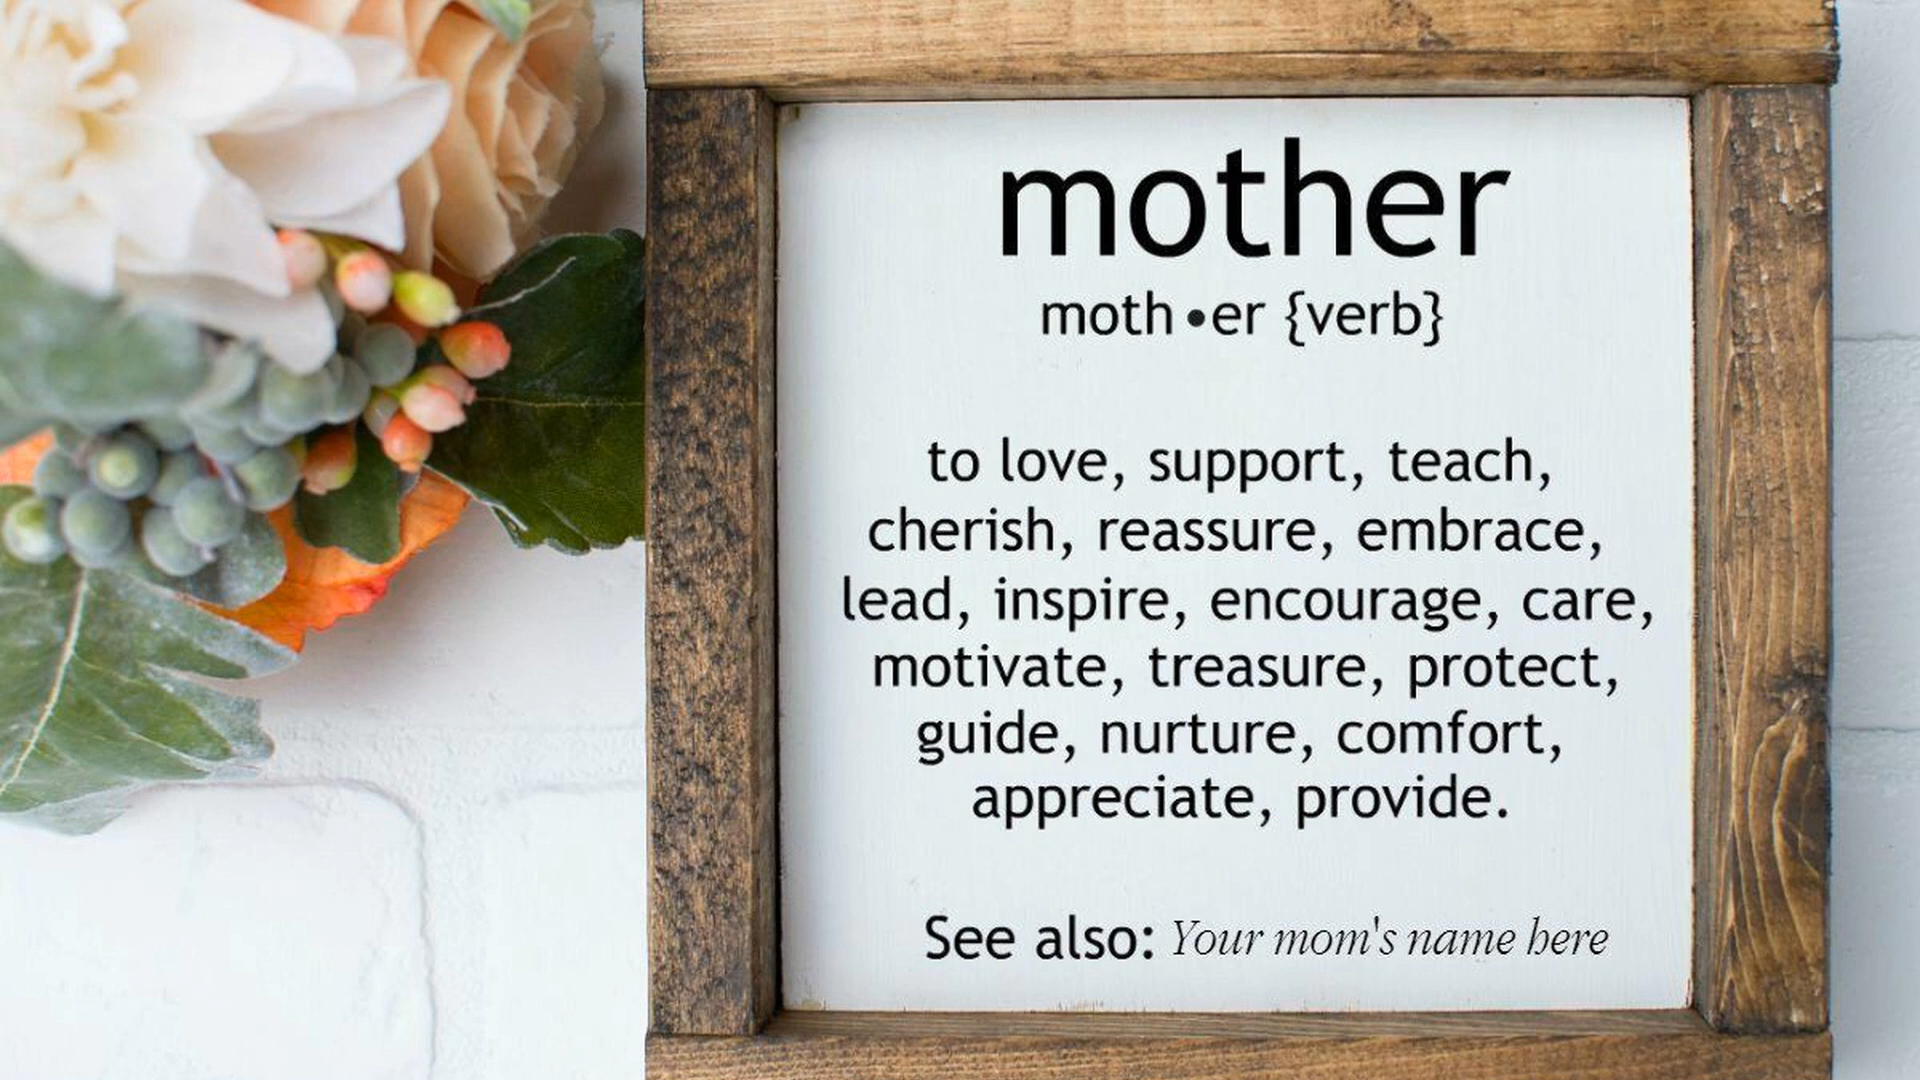 mother
moth•er {verb}
to love, support, teach,
cherish, reassure, embrace,
lead, inspire, encourage, care,
motivate, treasure, protect,
guide, nurture, comfort,
appreciate, provide.
See also: Your mom's name here